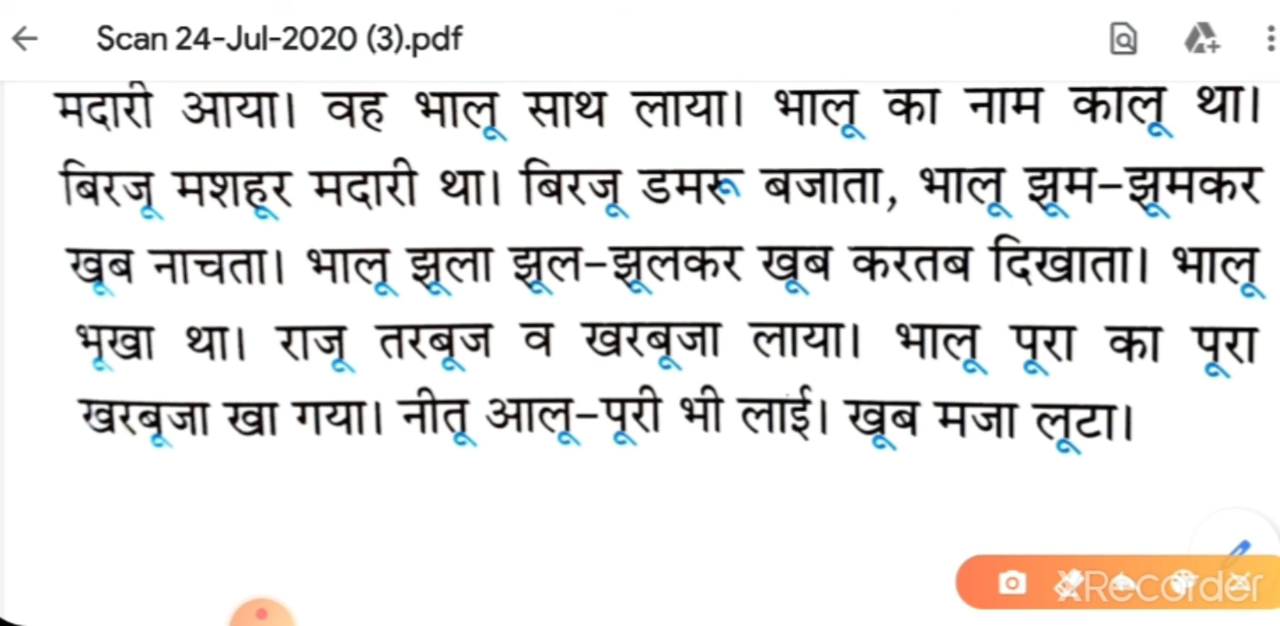 Scan 24-Jul-2020 (3).pdf
मदारी आया। वह भालू साथ लाया। भालू का नाम कालू था।
बिरजू मशहूर मदारी था। बिरजू डमरू बजाता, भालू झूम-झूमकर
खूब नाचता। भालू झूला झूल-झूलकर खूब करतब दिखाता। भालू
भूखा था। राजू तरबूज व खरबूजा लाया। भालू पूरा का पूरा
खरबूजा खा गया। नीतू आलू-पूरी भी लाई। खूब मजा लूटा।
XRecorder